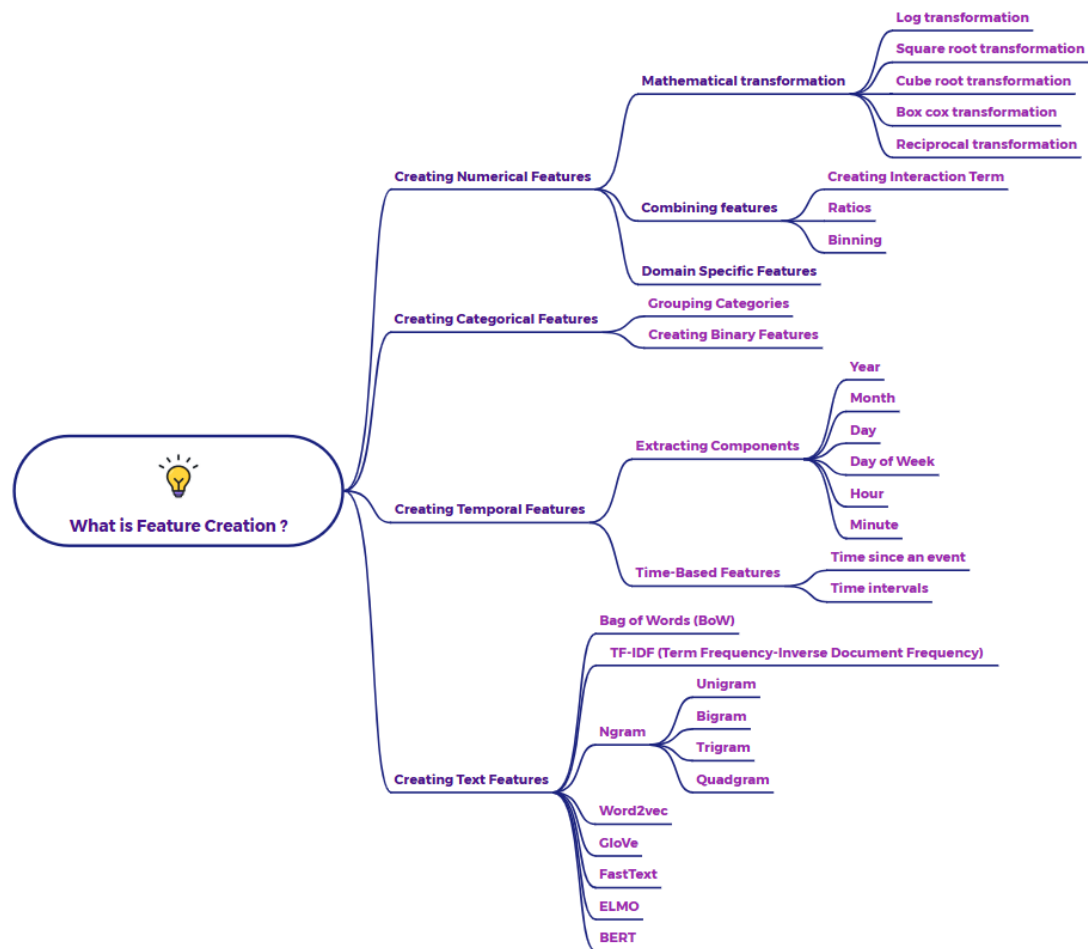 What is Feature Creation ?
Creating Numerical Features
Mathematical transformation
Log transformation
Square root transformation
Cube root transformation
Box cox transformation
Reciprocal transformation
Combining features
Creating Interaction Term
Ratios
Binning
Domain Specific Features
Creating Categorical Features
Grouping Categories
Creating Binary Features
Creating Temporal Features
Extracting Components
Year
Month
Day
Day of Week
Hour
Minute
Time-Based Features
Time since an event
Time intervals
Creating Text Features
Bag of Words (BoW)
TF-IDF (Term Frequency-Inverse Document Frequency)
Ngram
Unigram
Bigram
Trigram
Quadgram
Word2vec
GloVe
FastText
ELMO
BERT